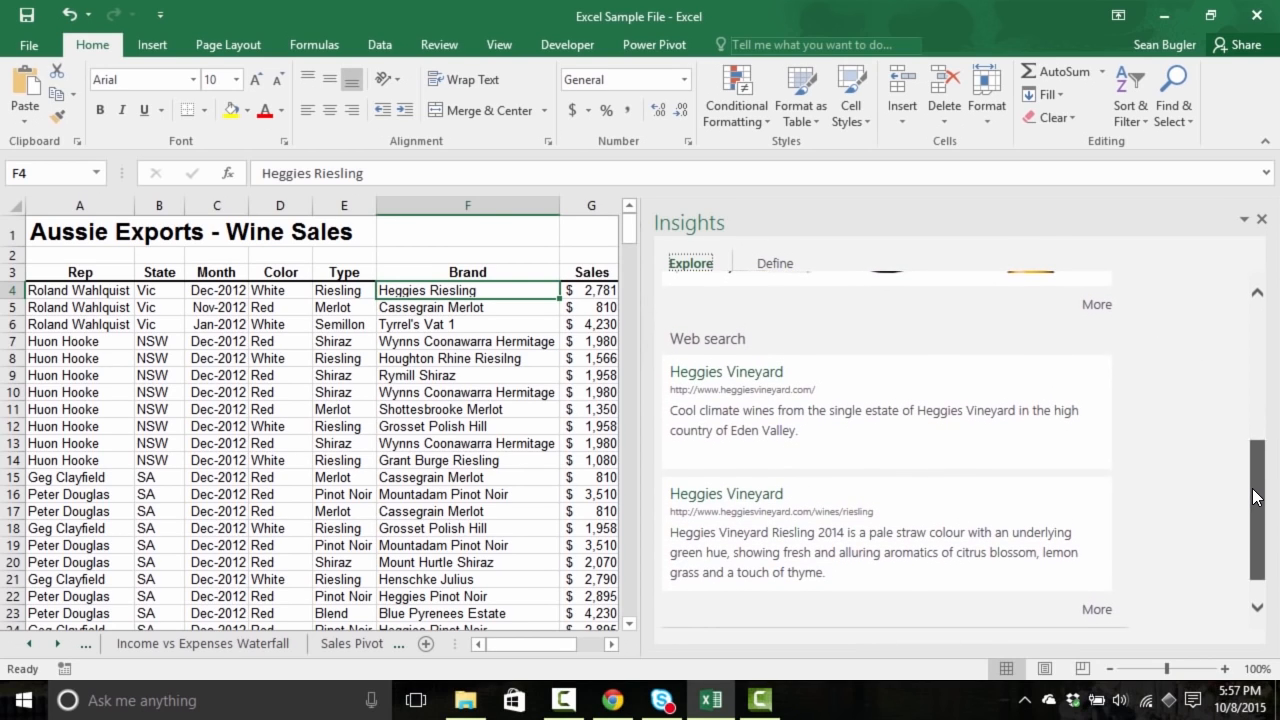 Excel Sample File - Excel
File Home Insert Page Layout Formulas Data Review View Developer Power Pivot Tell me what you want to do... Sean Bugler Share
Paste
Arial 10
B I U
Wrap Text
Merge & Center
General
$ % ,
Conditional Formatting
Format as Table
Cell Styles
Insert Delete Format
AutoSum
Fill
Clear
Sort & Filter
Find & Select
Clipboard Font Alignment Number Styles Cells Editing
F4 fx Heggies Riesling
A B C D E F G
1 Aussie Exports - Wine Sales
2
3 Rep State Month Color Type Brand Sales
4 Roland Wahlquist Vic Dec-2012 White Riesling Heggies Riesling $ 2,781
5 Roland Wahlquist Vic Nov-2012 Red Merlot Cassegrain Merlot $ 810
6 Roland Wahlquist Vic Jan-2012 White Semillon Tyrrel's Vat 1 $ 4,230
7 Huon Hooke NSW Dec-2012 Red Shiraz Wynns Coonawarra Hermitage $ 1,980
8 Huon Hooke NSW Dec-2012 White Riesling Houghton Rhine Riesilng $ 1,566
9 Huon Hooke NSW Dec-2012 Red Shiraz Rymill Shiraz $ 1,958
10 Huon Hooke NSW Dec-2012 Red Shiraz Wynns Coonawarra Hermitage $ 1,980
11 Huon Hooke NSW Dec-2012 Red Merlot Shottesbrooke Merlot $ 1,350
12 Huon Hooke NSW Dec-2012 White Riesling Grosset Polish Hill $ 1,958
13 Huon Hooke NSW Dec-2012 Red Shiraz Wynns Coonawarra Hermitage $ 1,980
14 Huon Hooke NSW Dec-2012 White Riesling Grant Burge Riesling $ 1,080
15 Geg Clayfield SA Dec-2012 Red Merlot Cassegrain Merlot $ 810
16 Peter Douglas SA Dec-2012 Red Pinot Noir Mountadam Pinot Noir $ 3,510
17 Peter Douglas SA Dec-2012 Red Merlot Cassegrain Merlot $ 810
18 Geg Clayfield SA Dec-2012 White Riesling Grosset Polish Hill $ 1,958
19 Peter Douglas SA Dec-2012 Red Pinot Noir Mountadam Pinot Noir $ 3,510
20 Peter Douglas SA Dec-2012 Red Shiraz Mount Hurtle Shiraz $ 2,070
21 Geg Clayfield SA Dec-2012 White Riesling Henschke Julius $ 2,790
22 Peter Douglas SA Dec-2012 Red Pinot Noir Heggies Pinot Noir $ 2,895
23 Peter Douglas SA Dec-2012 Red Blend Blue Pyrenees Estate $ 4,230
24 Geg Clayfield SA Dec-2012 Red Pinot Noir Heggies Pinot Noir $ 2,895
... Income vs Expenses Waterfall Sales Pivot ...
Insights
Explore Define
More
Web search
Heggies Vineyard
http://www.heggiesvineyard.com/
Cool climate wines from the single estate of Heggies Vineyard in the high
country of Eden Valley.
Heggies Vineyard
http://www.heggiesvineyard.com/wines/riesling
Heggies Vineyard Riesling 2014 is a pale straw colour with an underlying
green hue, showing fresh and alluring aromatics of citrus blossom, lemon
grass and a touch of thyme.
More
Ready 100%
Ask me anything
5:57 PM
10/8/2015